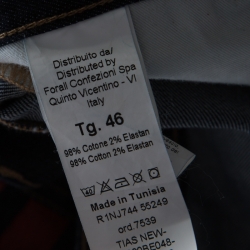 Distribuito da/
Distributed by
Forall Confezioni Spa
Quinto Vicentino - VI
Italy
Tg. 46
98% Cotone 2% Elastan
98% Cotton 2% Elastan
Made in Tunisia
R1NJ744 55249
ord.7539
TIAS NEW-